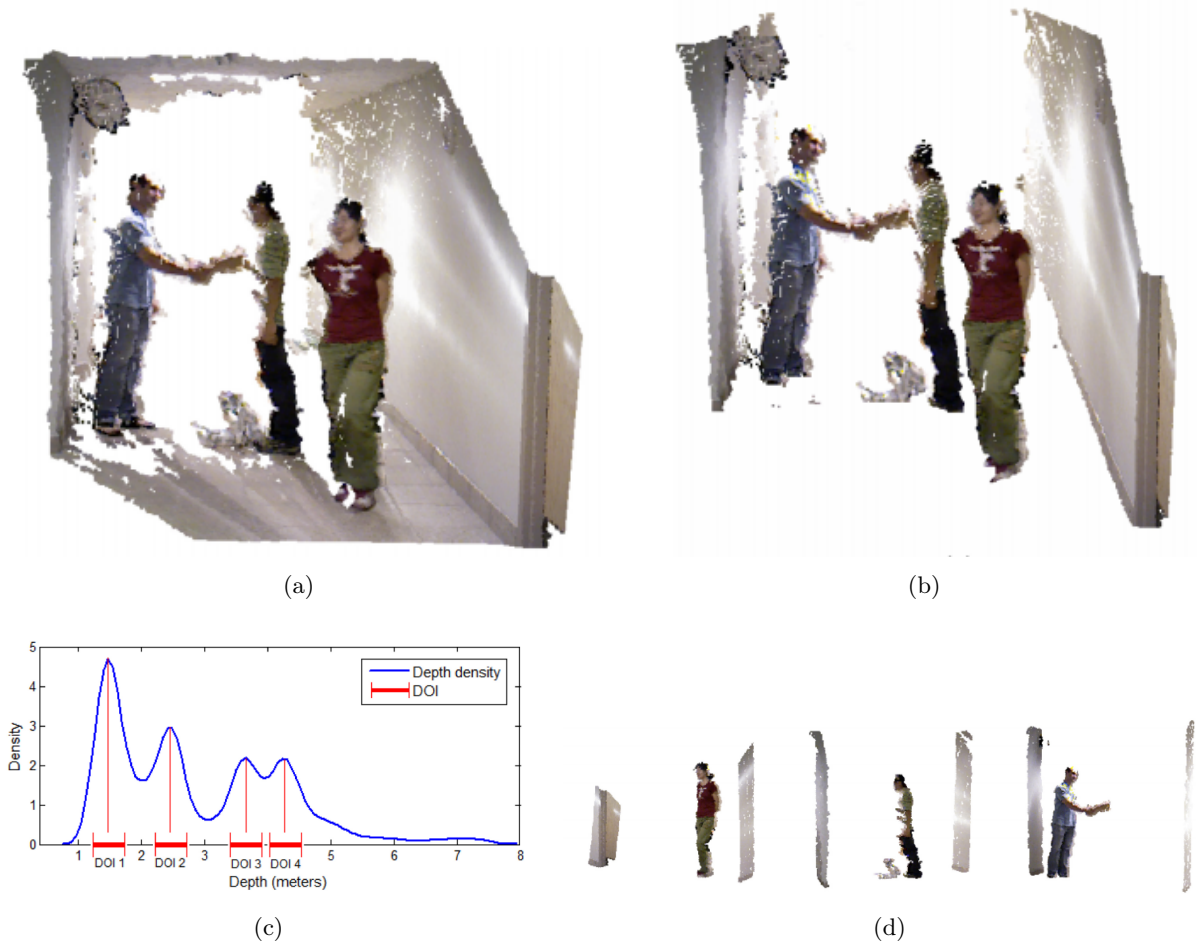 (a)
(b)
5
4
3
2
1
0
Density
Depth density
DOI
1 2 3 4 5 6 7 8
DOI 1 DOI 2 DOI 3 DOI 4
Depth (meters)
(c)
(d)